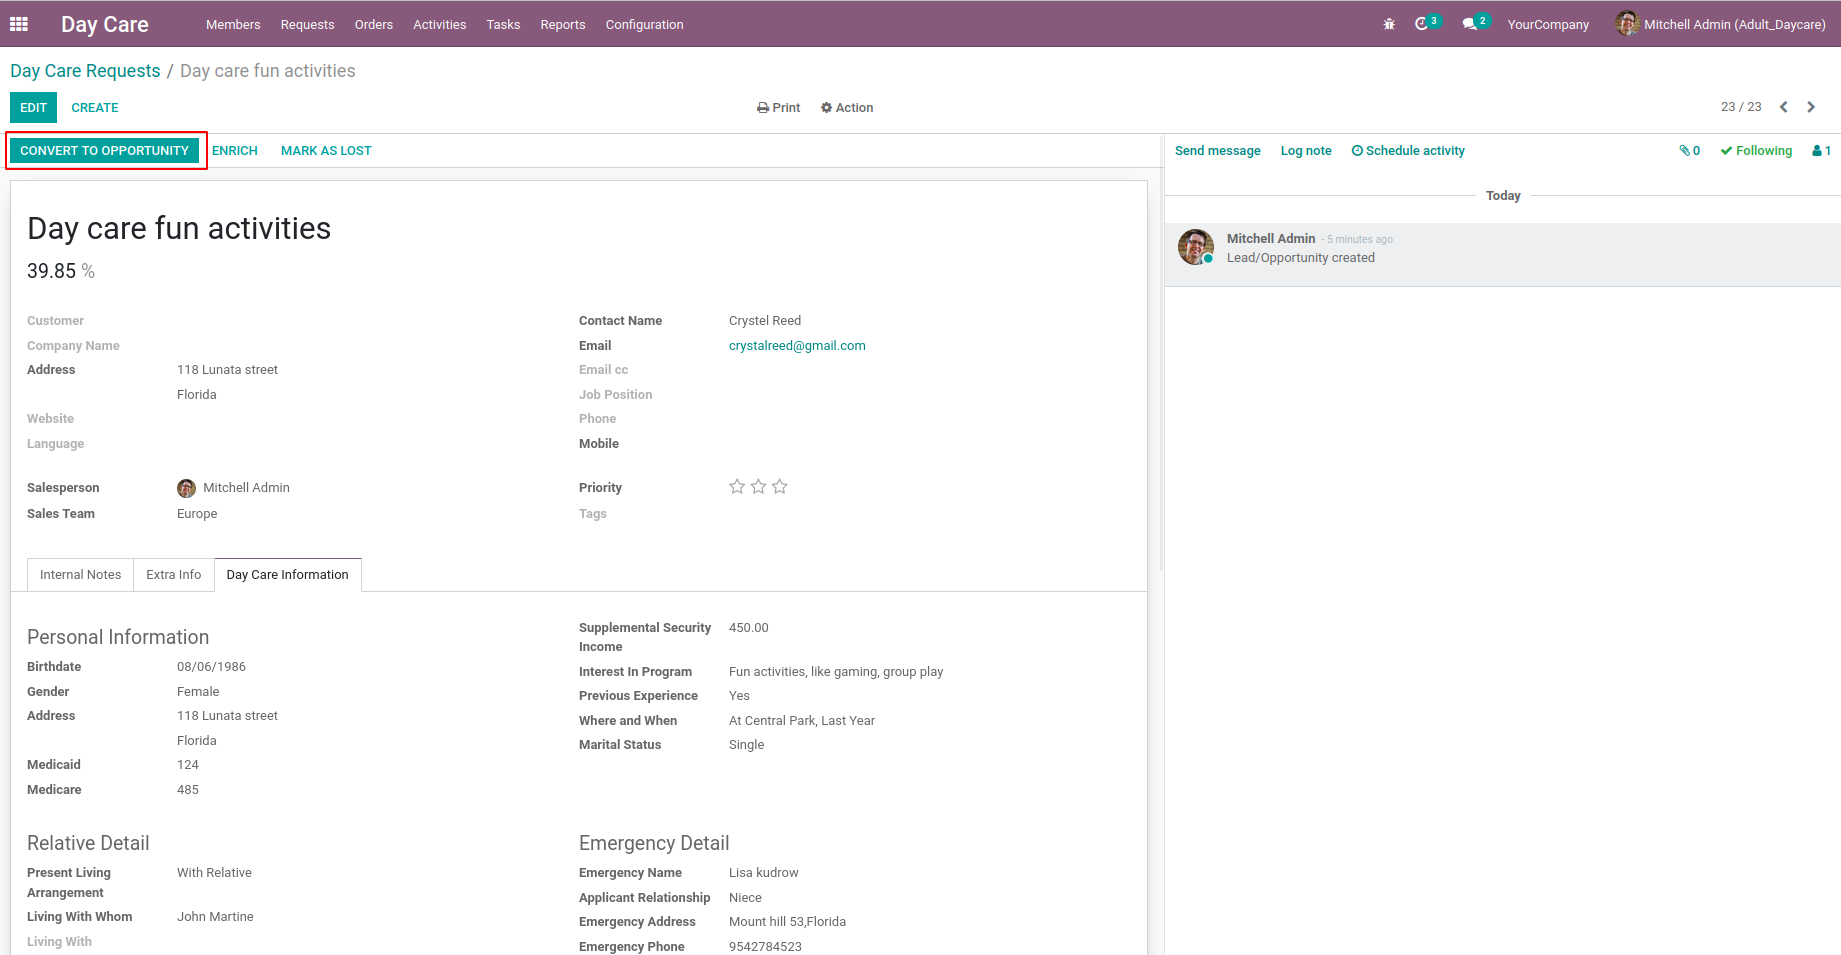 Day Care Members Requests Orders Activities Tasks Reports Configuration 3 2 YourCompany Mitchell Admin (Adult_Daycare)
Day Care Requests / Day care fun activities
EDIT CREATE Print Action 23 / 23
CONVERT TO OPPORTUNITY ENRICH MARK AS LOST Send message Log note Schedule activity 0 Following 1
Today
Day care fun activities
Mitchell Admin - 5 minutes ago
Lead/Opportunity created
39.85 %
Customer Contact Name Crystel Reed
Company Name Email crystalreed@gmail.com
Address 118 Lunata street Email cc
Florida Job Position
Website Phone
Language Mobile
Salesperson Mitchell Admin Priority
Sales Team Europe Tags
Internal Notes Extra Info Day Care Information
Personal Information
Birthdate 08/06/1986
Gender Female
Address 118 Lunata street
Florida
Medicaid 124
Medicare 485
Supplemental Security 450.00
Income
Interest In Program Fun activities, like gaming, group play
Previous Experience Yes
Where and When At Central Park, Last Year
Marital Status Single
Relative Detail
Present Living With Relative
Arrangement
Living With Whom John Martine
Living With
Emergency Detail
Emergency Name Lisa kudrow
Applicant Relationship Niece
Emergency Address Mount hill 53,Florida
Emergency Phone 9542784523